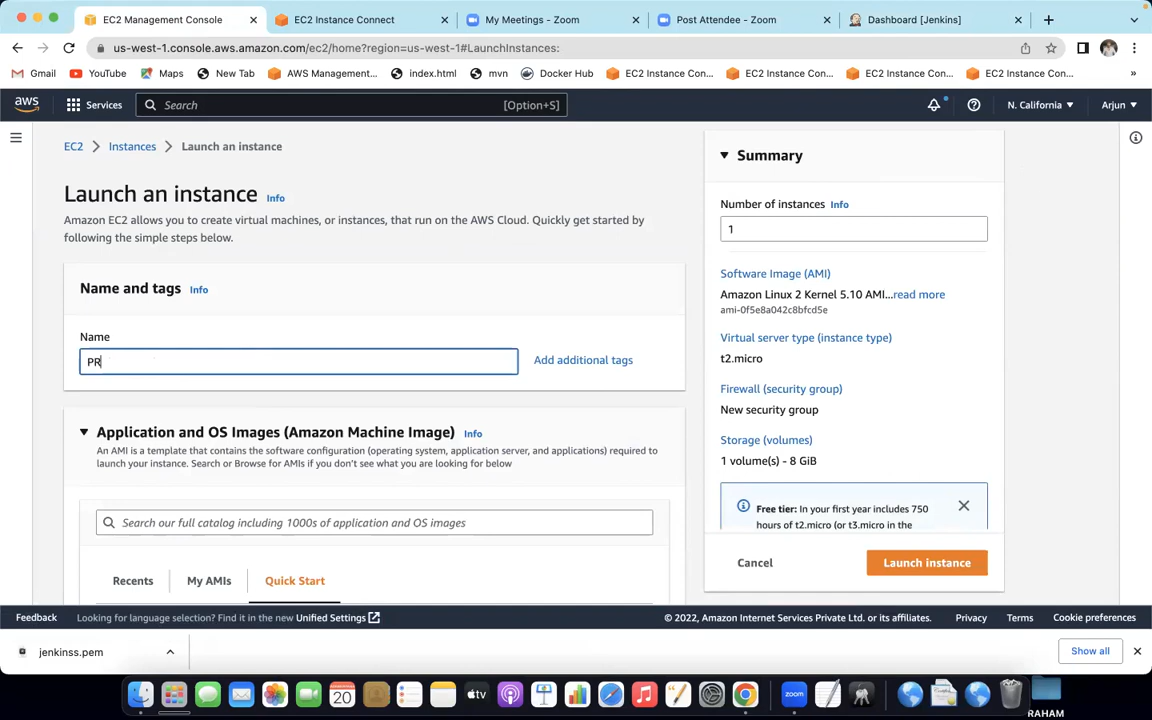 EC2 Management Console
EC2 Instance Connect
My Meetings - Zoom
Post Attendee - Zoom
Dashboard [Jenkins]
us-west-1.console.aws.amazon.com/ec2/home?region=us-west-1#LaunchInstances:
Gmail
YouTube
Maps
New Tab
AWS Management...
index.html
mvn
Docker Hub
EC2 Instance Con...
EC2 Instance Con...
EC2 Instance Con...
EC2 Instance Con...
»
aws
Services
Search
[Option+S]
N. California
Arjun
EC2
Instances
Launch an instance
Launch an instance Info
Amazon EC2 allows you to create virtual machines, or instances, that run on the AWS Cloud. Quickly get started by
following the simple steps below.
Name and tags Info
Name
PR
Add additional tags
Application and OS Images (Amazon Machine Image) Info
An AMI is a template that contains the software configuration (operating system, application server, and applications) required to
launch your instance. Search or Browse for AMIs if you don't see what you are looking for below
Search our full catalog including 1000s of application and OS images
Recents
My AMIs
Quick Start
Summary
Number of instances Info
1
Software Image (AMI)
Amazon Linux 2 Kernel 5.10 AMI...read more
ami-0f5e8a042c8bfcd5e
Virtual server type (instance type)
t2.micro
Firewall (security group)
New security group
Storage (volumes)
1 volume(s) - 8 GiB
Free tier: In your first year includes 750
hours of t2.micro (or t3.micro in the
Cancel
Launch instance
Feedback
Looking for language selection? Find it in the new Unified Settings
© 2022, Amazon Internet Services Private Ltd. or its affiliates.
Privacy
Terms
Cookie preferences
jenkinss.pem
Show all
20
tv
zoom
RAHAM